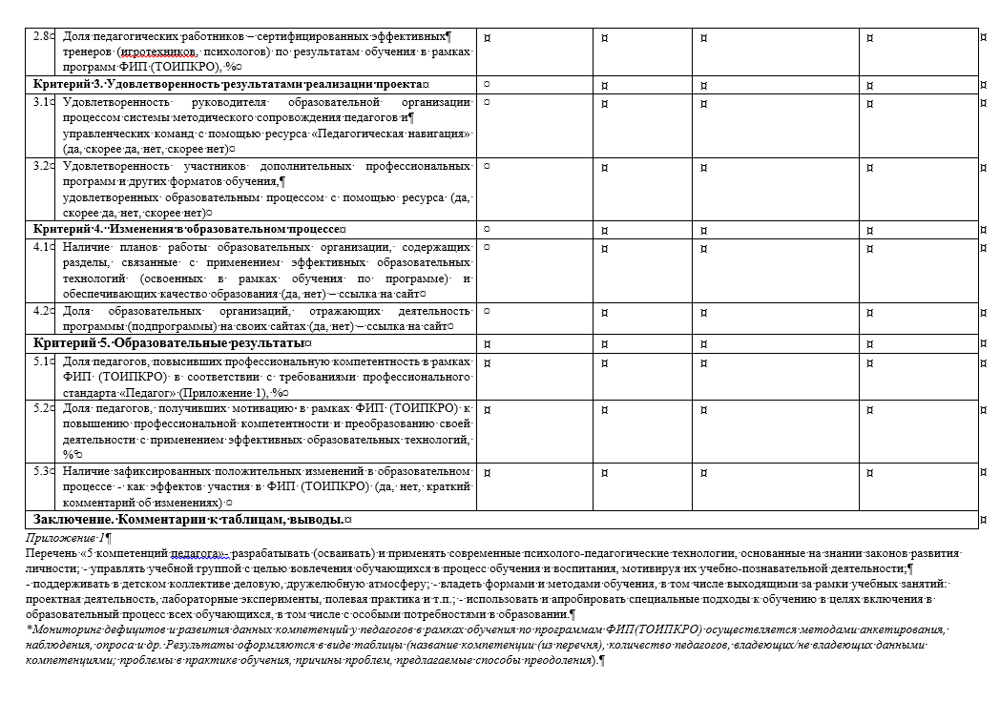 2.8 Доля педагогических работников – сертифицированных эффективных
тренеров (игротехников, психологов) по результатам обучения в рамках
программ ФИП (ТОИПКРО), %
Критерий 3. Удовлетворенность результатами реализации проекта
3.1 Удовлетворенность руководителя образовательной организации
процессом системы методического сопровождения педагогов и
управленческих команд с помощью ресурса «Педагогическая навигация»
(да, скорее да, нет, скорее нет)
3.2 Удовлетворенность участников дополнительных профессиональных
программ и других форматов обучения,
удовлетворенных образовательным процессом с помощью ресурса (да,
скорее да, нет, скорее нет)
Критерий 4. Изменения в образовательном процессе
4.1 Наличие планов работы образовательных организации, содержащих
разделы, связанные с применением эффективных образовательных
технологий (освоенных в рамках обучения по программе) и
обеспечивающих качество образования (да, нет) – ссылка на сайт
4.2 Доля образовательных организаций, отражающих деятельность
программы (подпрограммы) на своих сайтах (да, нет) – ссылка на сайт
Критерий 5. Образовательные результаты
5.1 Доля педагогов, повысивших профессиональную компетентность в рамках
ФИП (ТОИПКРО) в соответствии с требованиями профессионального
стандарта «Педагог» (Приложение 1), %
5.2 Доля педагогов, получивших мотивацию в рамках ФИП (ТОИПКРО) к
повышению профессиональной компетентности и преобразованию своей
деятельности с применением эффективных образовательных технологий,
%
5.3 Наличие зафиксированных положительных изменений в образовательном
процессе - как эффектов участия в ФИП (ТОИПКРО) (да, нет, краткий
комментарий об изменениях)
Заключение. Комментарии к таблицам, выводы.
Приложение 1
Перечень «5 компетенций педагога»- разрабатывать (осваивать) и применять современные психолого-педагогические технологии, основанные на знании законов развития
личности; - управлять учебной группой с целью вовлечения обучающихся в процесс обучения и воспитания, мотивируя их учебно-познавательной деятельности;
- поддерживать в детском коллективе деловую, дружелюбную атмосферу; - владеть формами и методами обучения, в том числе выходящими за рамки учебных занятий:
проектная деятельность, лабораторные эксперименты, полевая практика и т.п.; - использовать и апробировать специальные подходы к обучению в целях включения в
образовательный процесс всех обучающихся, в том числе с особыми потребностями в образовании.
*Мониторинг дефицитов и развития данных компетенций у педагогов в рамках обучения по программам ФИП(ТОИПКРО) осуществляется методами анкетирования,
наблюдения, опроса и др. Результаты оформляются в виде таблицы (название компетенции (из перечня), количество педагогов, владеющих/не владеющих данными
компетенциями; проблемы в практике обучения, причины проблем, предлагаемые способы преодоления).